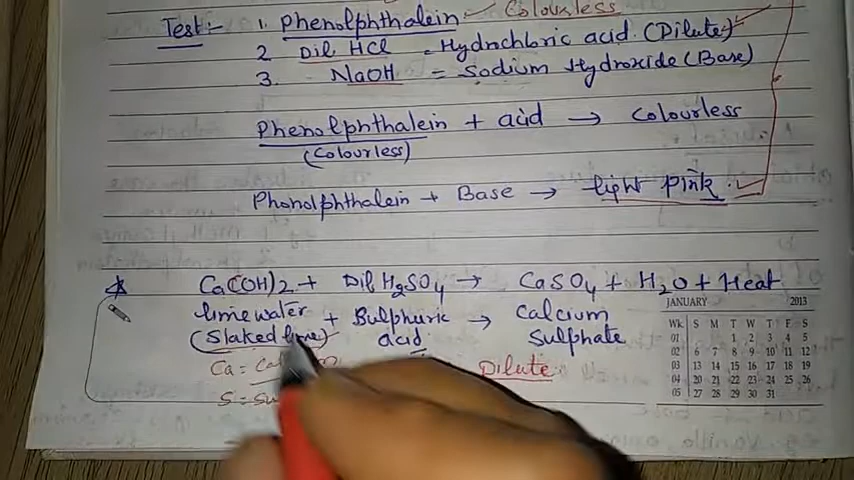 Test:- 1. Phenolphthalein Colourless
2 Dil HCl = Hydrochloric acid (Dilute)
3. NaOH = Sodium Hydroxide (Base)
Phenolphthalein + acid → Colourless
(Colourless)
Phenolphthalein + Base → light pink.
* Ca(OH)2 + Dil H2SO4 → CaSO4 + H2O + Heat
limewater + Sulphuric → Calcium
(Slaked lime) acid Sulphate
Ca = Dilute
S =
JANUARY 2013
Wk S M T W T F S
01 1 2 3 4 5
02 6 7 8 9 10 11 12
03 13 14 15 16 17 18 19
04 20 21 22 23 24 25 26
05 27 28 29 30 31